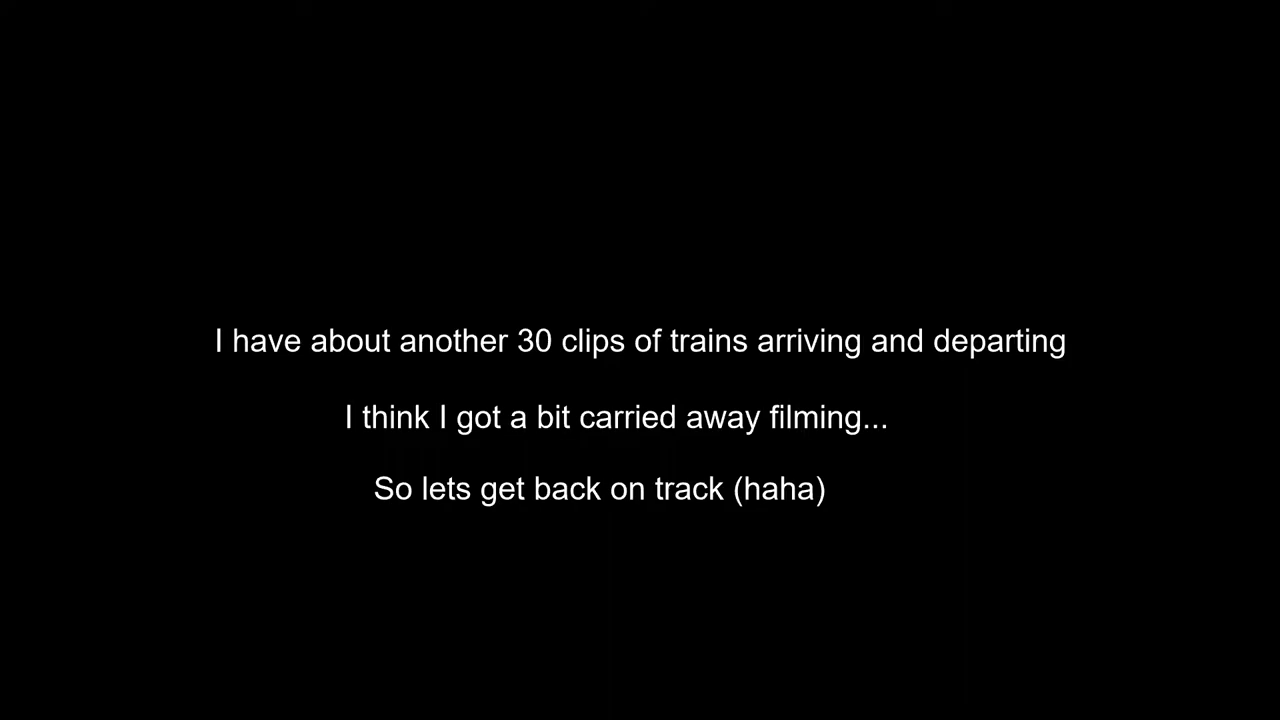 I have about another 30 clips of trains arriving and departing
I think I got a bit carried away filming...
So lets get back on track (haha)